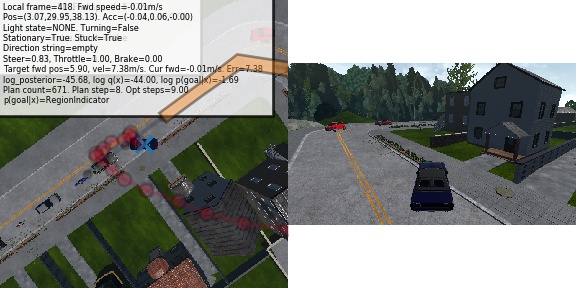 Local frame=418. Fwd speed=-0.01m/s
Pos=(3.07,29.95,38.13). Acc=(-0.04,0.06,-0.00)
Light state=NONE. Turning=False
Stationary=True. Stuck=True
Direction string=empty
Steer=0.83, Throttle=1.00, Brake=0.00
Target fwd pos=5.90, vel=7.38m/s. Cur fwd=-0.01m/s. Err=7.38
log_posterior=-45.68, log q(x)=-44.00, log p(goal|x)=-1.69
Plan count=671. Plan step=8. Opt steps=9.00
p(goal|x)=RegionIndicator